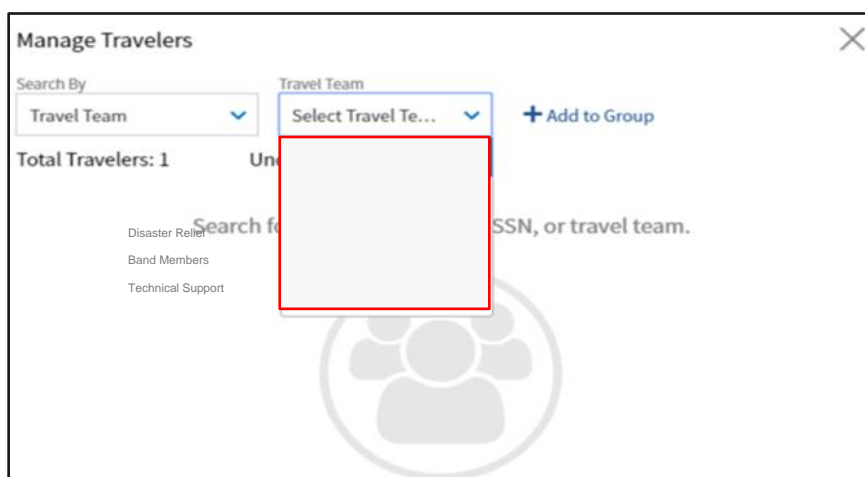 Manage Travelers
Search By
Travel Team
Travel Team
Select Travel Te...
+ Add to Group
Total Travelers: 1
Search SSN, or travel team.
Disaster Relief
Band Members
Technical Support